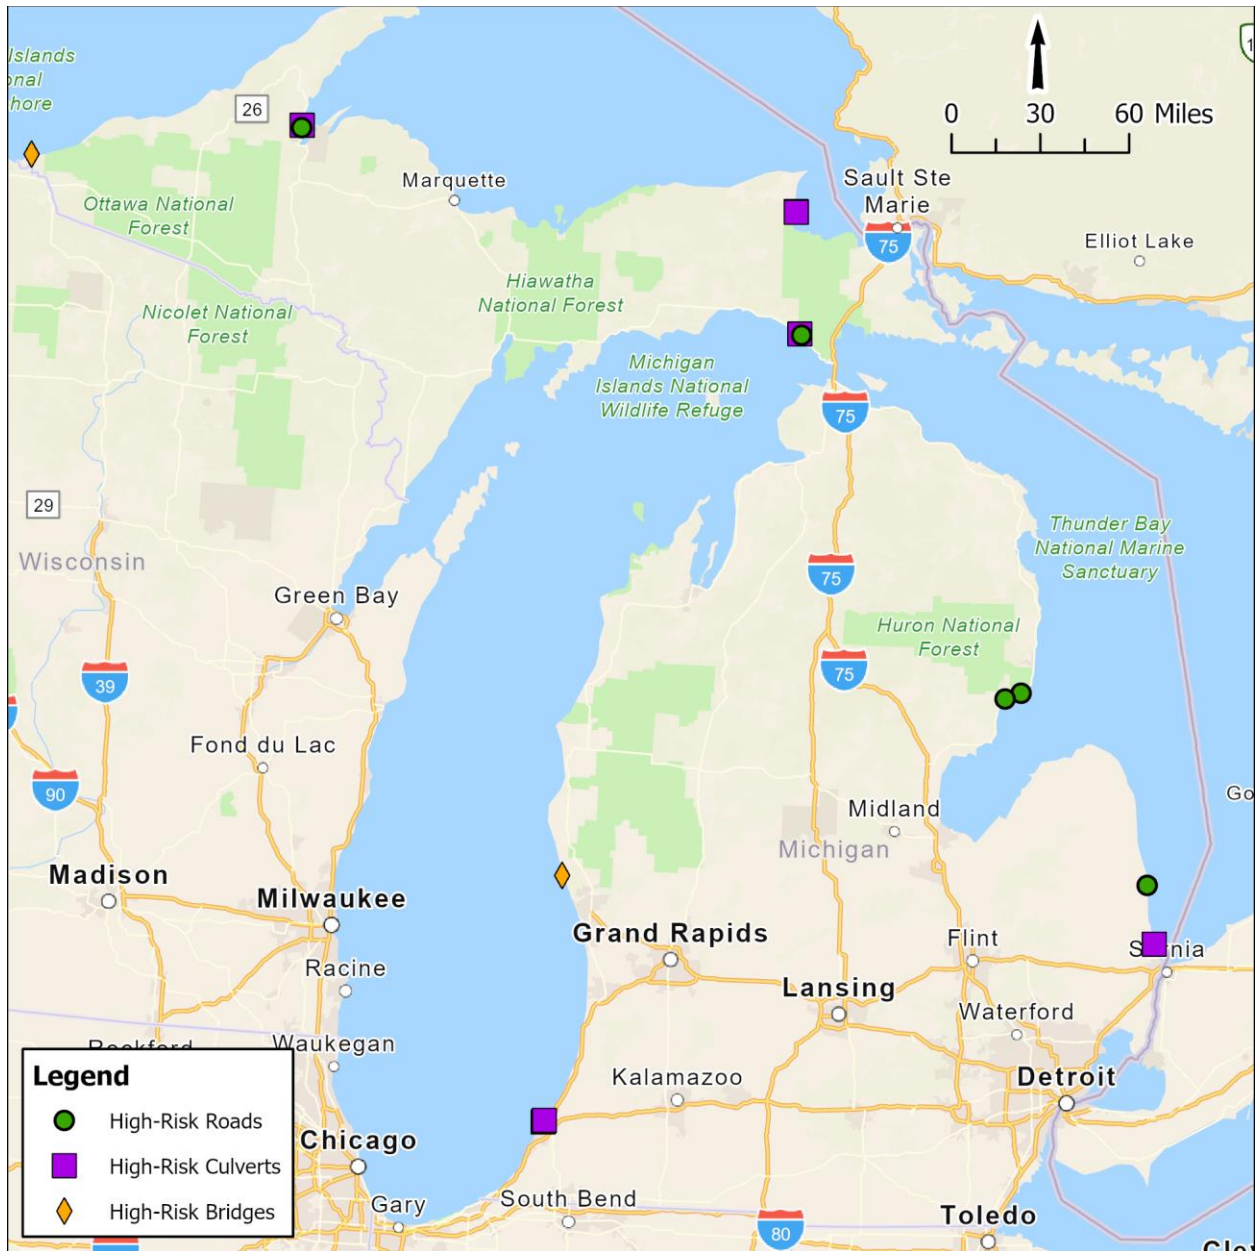 Islands
onal
hore
26
Marquette
Ottawa National
Forest
Nicolet National
Forest
Hiawatha
National Forest
0 30 60 Miles
Sault Ste
Marie
75
Elliot Lake
Michigan
Islands National
Wildlife Refuge
75
29
Wisconsin
Thunder Bay
National Marine
Sanctuary
75
Green Bay
Huron National
Forest
39
75
Fond du Lac
90
Midland
Michigan
Go
Madison
Milwaukee
Grand Rapids
Flint
Racine
Lansing
Waterford
Waukegan
Kalamazoo
Detroit
Chicago
Gary
South Bend
80
Toledo
Cle
Legend
High-Risk Roads
High-Risk Culverts
High-Risk Bridges